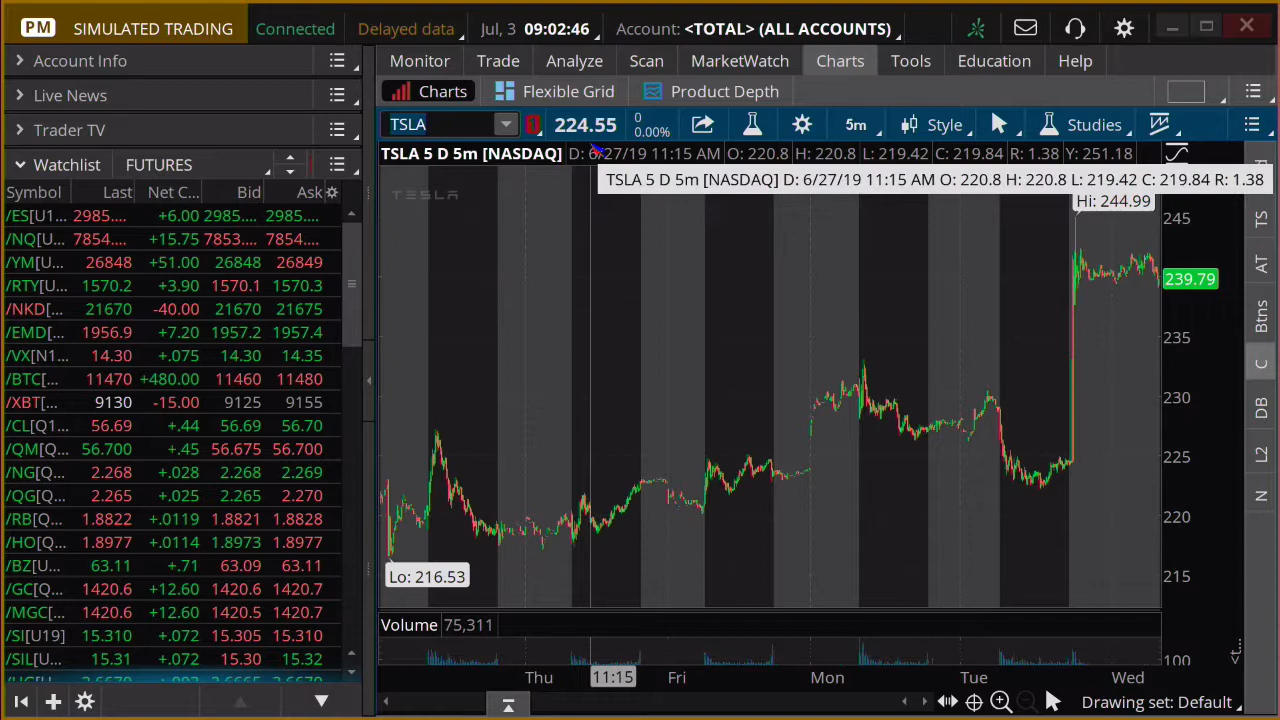 PM SIMULATED TRADING Connected Delayed data Jul, 3 09:02:46 Account: <TOTAL> (ALL ACCOUNTS)
Account Info
Live News
Trader TV
Watchlist FUTURES
Symbol Last Net C... Bid Ask
/ES[U1... 2985.... +6.00 2985.... 2985....
/NQ[... 7854.... +15.75 7853.... 7854....
/YM[U... 26848 +51.00 26848 26849
/RTY[U... 1570.2 +3.90 1570.1 1570.3
/NKD[... 21670 -40.00 21670 21675
/EMD[... 1956.9 +7.20 1957.2 1957.4
/VX[N1... 14.30 +.075 14.30 14.35
/BTC[... 11470 +480.00 11460 11480
/XBT[... 9130 -15.00 9125 9155
/CL[Q1... 56.69 +.44 56.69 56.70
/QM[Q... 56.700 +.45 56.675 56.700
/NG[Q... 2.268 +.028 2.268 2.269
/QG[Q... 2.265 +.025 2.265 2.270
/RB[Q... 1.8822 +.0119 1.8821 1.8828
/HO[Q... 1.8977 +.0114 1.8973 1.8977
/BZ[U... 63.11 +.71 63.09 63.11
/GC[Q... 1420.6 +12.60 1420.6 1420.7
/MGC[... 1420.6 +12.60 1420.5 1420.7
/SI[U19] 15.310 +.072 15.305 15.310
/SIL[U... 15.31 +.072 15.30 15.32
Monitor Trade Analyze Scan MarketWatch Charts Tools Education Help
Charts Flexible Grid Product Depth
TSLA 224.55 0 0.00% 5m Style Studies
TSLA 5 D 5m [NASDAQ] D: 6/27/19 11:15 AM O: 220.8 H: 220.8 L: 219.42 C: 219.84 R: 1.38 Y: 251.18
TSLA 5 D 5m [NASDAQ] D: 6/27/19 11:15 AM O: 220.8 H: 220.8 L: 219.42 C: 219.84 R: 1.38
TESLA
Hi: 244.99
245
239.79
235
230
225
220
215
Lo: 216.53
Volume 75,311
100
Thu 11:15 Fri Mon Tue Wed
Drawing set: Default
TS
AT
Btns
C
DB
L2
N